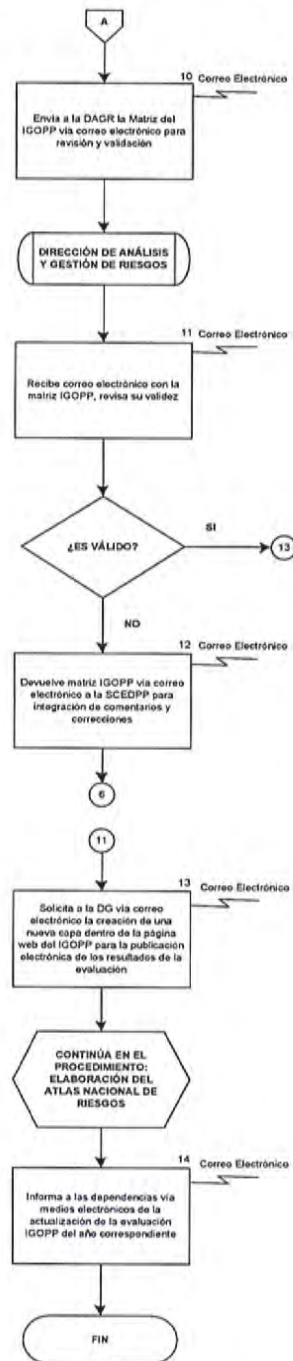 A
10 Correo Electrónico
Envia a la DAGR la Matriz del
IGOPP vía correo electrónico para
revisión y validación
DIRECCIÓN DE ANÁLISIS
Y GESTIÓN DE RIESGOS
11 Correo Electrónico
Recibe correo electrónico con la
matriz IGOPP, revisa su validez
¿ES VÁLIDO?
SI
13
NO
12 Correo Electrónico
Devuelve matriz IGOPP vía correo
electrónico a la SCEDPP para
integración de comentarios y
correcciones
6
11
13 Correo Electrónico
Solicita a la DG vía correo
electrónico la creación de una
nueva capa dentro de la página
web del IGOPP para la publicación
electrónica de los resultados de la
evaluación
CONTINÚA EN EL
PROCEDIMIENTO:
ELABORACIÓN DEL
ATLAS NACIONAL DE
RIESGOS
14 Correo Electrónico
Informa a las dependencias vía
medios electrónicos de la
actualización de la evaluación
IGOPP del año correspondiente
FIN